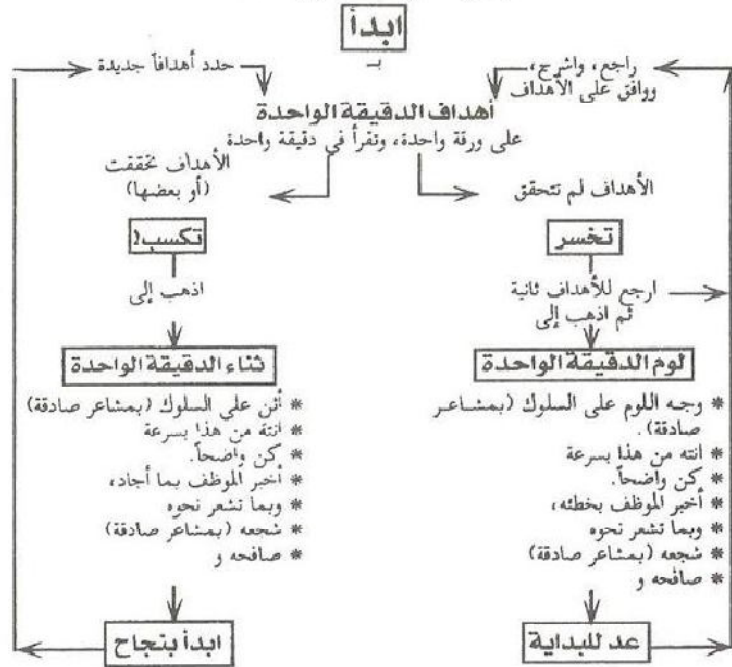 ابدأ
بـ
راجع، واشرح،
ووافق على الأهداف
حدد أهدافاً جديدة
أهداف الدقيقة الواحدة
على ورقة واحدة، وتقرأ في دقيقة واحدة
الأهداف لم تتحقق
تخسر
ارجع للأهداف ثانية
ثم اذهب إلى
لوم الدقيقة الواحدة
* وجه اللوم على السلوك (بمشاعر
صادقة).
* انته من هذا بسرعة
* كن واضحاً.
* أخبر الموظف بخطئه،
* وبما تشعر نحوه
* شجعه (بمشاعر صادقة)
* صافحه و
عد للبداية
الأهداف تحققت
(أو بعضها)
تكسب!
اذهب إلى
ثناء الدقيقة الواحدة
* أثن علي السلوك (بمشاعر صادقة)
* انته من هذا بسرعة
* كن واضحاً.
* أخبر الموظف بما أجاد،
* وبما تشعر نحوه
* شجعه (بمشاعر صادقة)
* صافحه و
ابدأ بنجاح